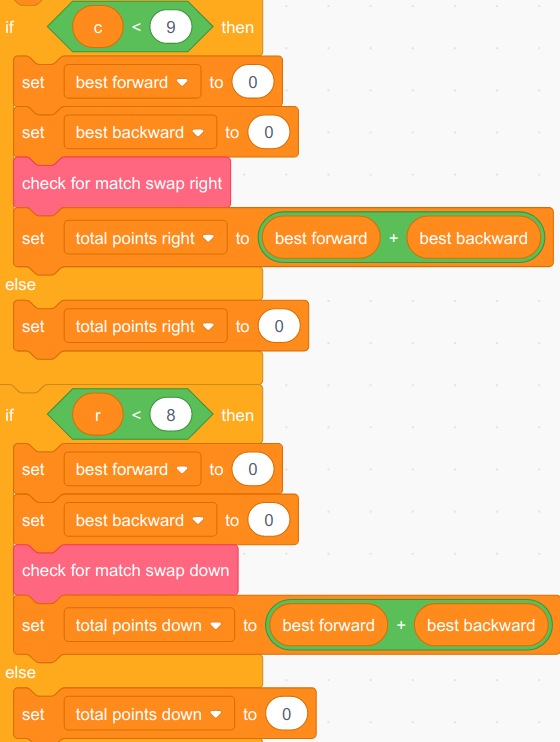 if c < 9 then
set best forward to 0
set best backward to 0
check for match swap right
set total points right to best forward + best backward
else
set total points right to 0
if r < 8 then
set best forward to 0
set best backward to 0
check for match swap down
set total points down to best forward + best backward
else
set total points down to 0